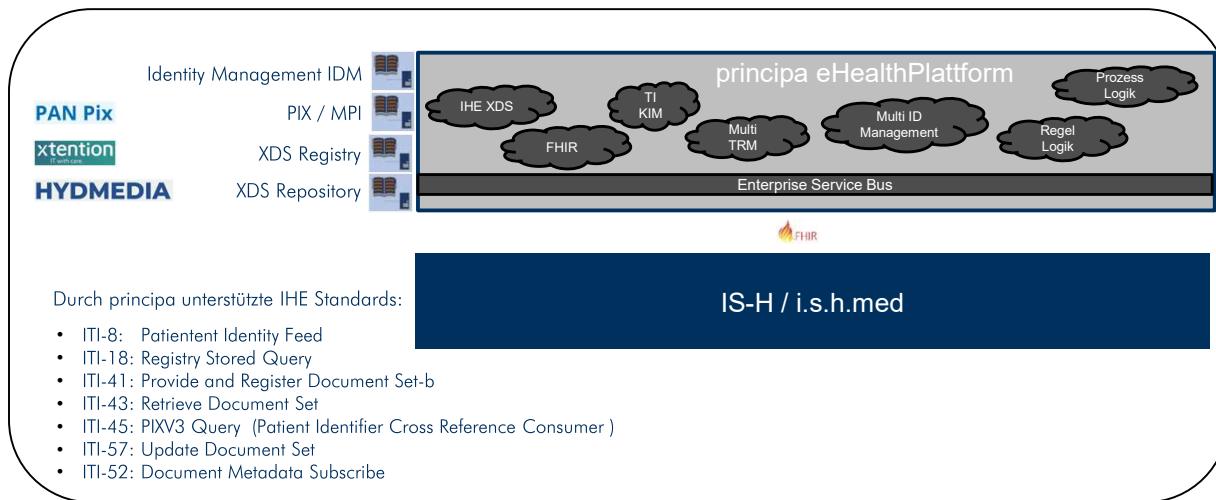 Identity Management IDM
PAN Pix
PIX / MPI
xtention
IT with care.
XDS Registry
HYDMEDIA
XDS Repository
principa eHealthPlattform
IHE XDS
TI
KIM
Prozess
Logik
FHIR
Multi
TRM
Multi ID
Management
Regel
Logik
Enterprise Service Bus
FHIR
IS-H / i.s.h.med
Durch principa unterstützte IHE Standards:
• ITI-8: Patientent Identity Feed
• ITI-18: Registry Stored Query
• ITI-41: Provide and Register Document Set-b
• ITI-43: Retrieve Document Set
• ITI-45: PIXV3 Query (Patient Identifier Cross Reference Consumer )
• ITI-57: Update Document Set
• ITI-52: Document Metadata Subscribe